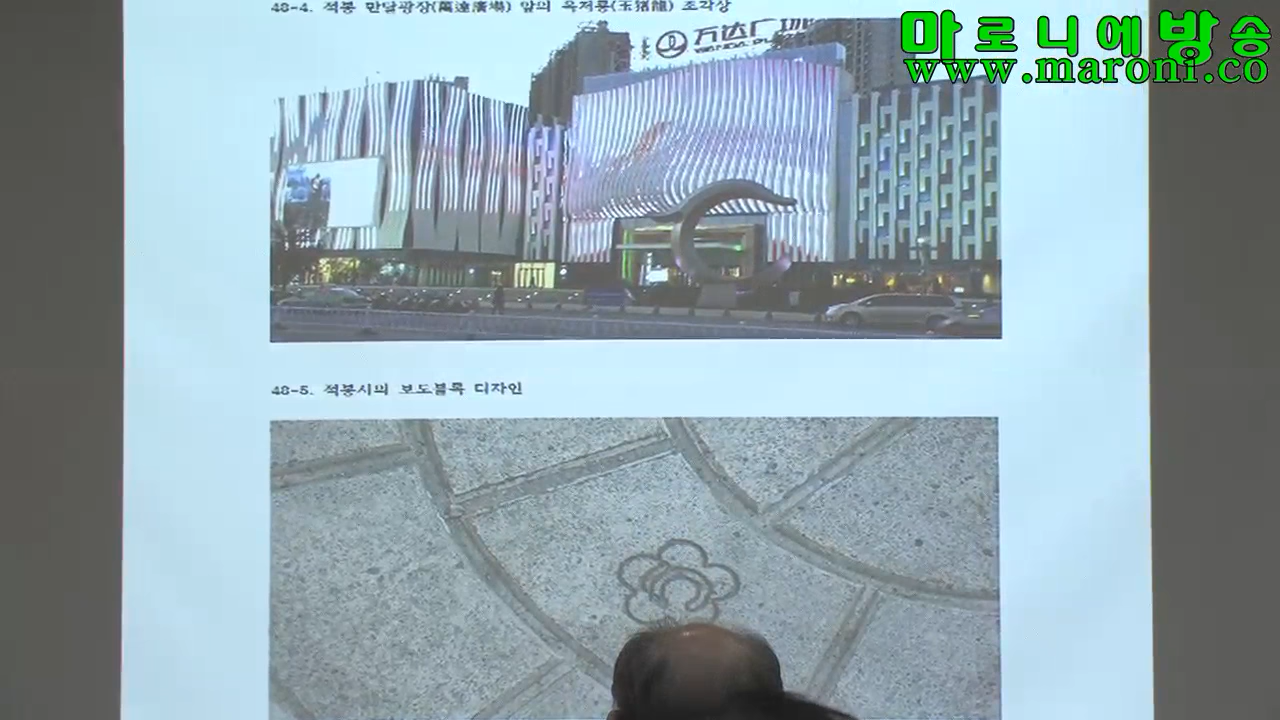 48-4. 적봉 만달광장(萬達廣場) 앞의 옥저룡(玉猪龍) 조각상
마로니에방송
www.maroni.co
万达广场
WANDA PLAZA
48-5. 적봉시의 보도블록 디자인